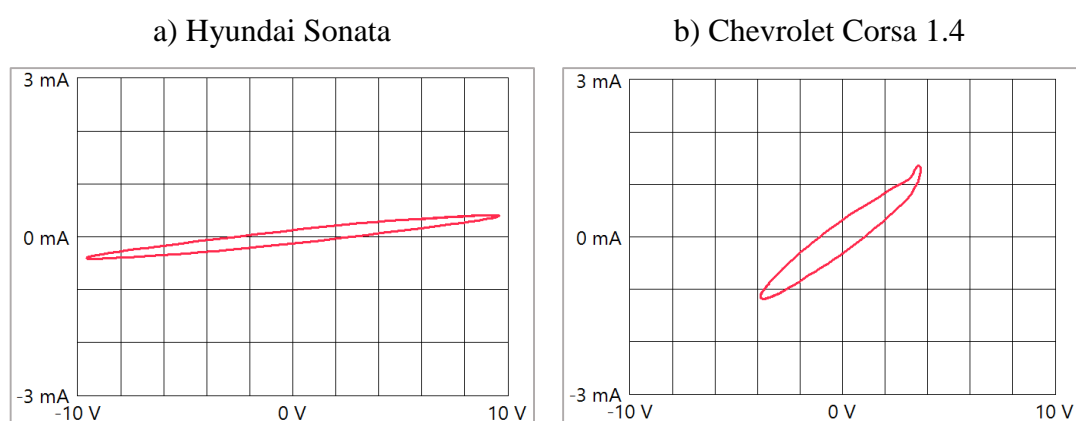 a) Hyundai Sonata
b) Chevrolet Corsa 1.4
3 mA
0 mA
-3 mA
-10 V
0 V
10 V
3 mA
0 mA
-3 mA
-10 V
0 V
10 V